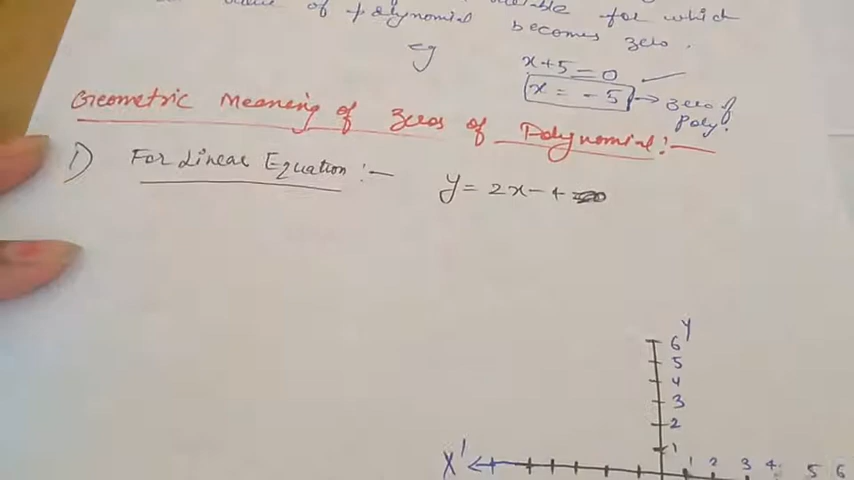 of polynomial
for which
becomes zero.
eg
x+5=0
x = -5 → zero of
poly.
Geometric Meaning of Zeros of Polynomial:-
1) For Linear Equation :-
y = 2x-4
Y
6
5
4
3
2
1
X' 1 2 3 4 5 6